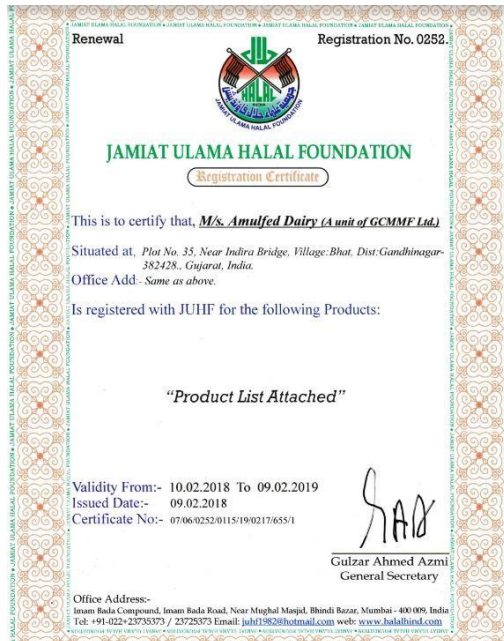 Renewal
Registration No. 0252.
حلال
HALAL
JAMIAT ULAMA HALAL FOUNDATION
JAMIAT ULAMA HALAL FOUNDATION
Registration Certificate
This is to certify that, M/s. Amulfed Dairy (A unit of GCMMF Ltd.)
Situated at, Plot No. 35, Near Indira Bridge, Village:Bhat, Dist:Gandhinagar-
382428., Gujarat, India.
Office Add:- Same as above.
Is registered with JUHF for the following Products:
"Product List Attached"
Validity From:- 10.02.2018 To 09.02.2019
Issued Date:- 09.02.2018
Certificate No:- 07/06/0252/0115/19/0217/655/1
Gulzar Ahmed Azmi
General Secretary
Office Address:-
Imam Bada Compound, Imam Bada Road, Near Mughal Masjid, Bhindi Bazar, Mumbai - 400 009, India
Tel: +91-022+23735373 / 23725373 Email: juhf1982@hotmail.com web: www.halalhind.com